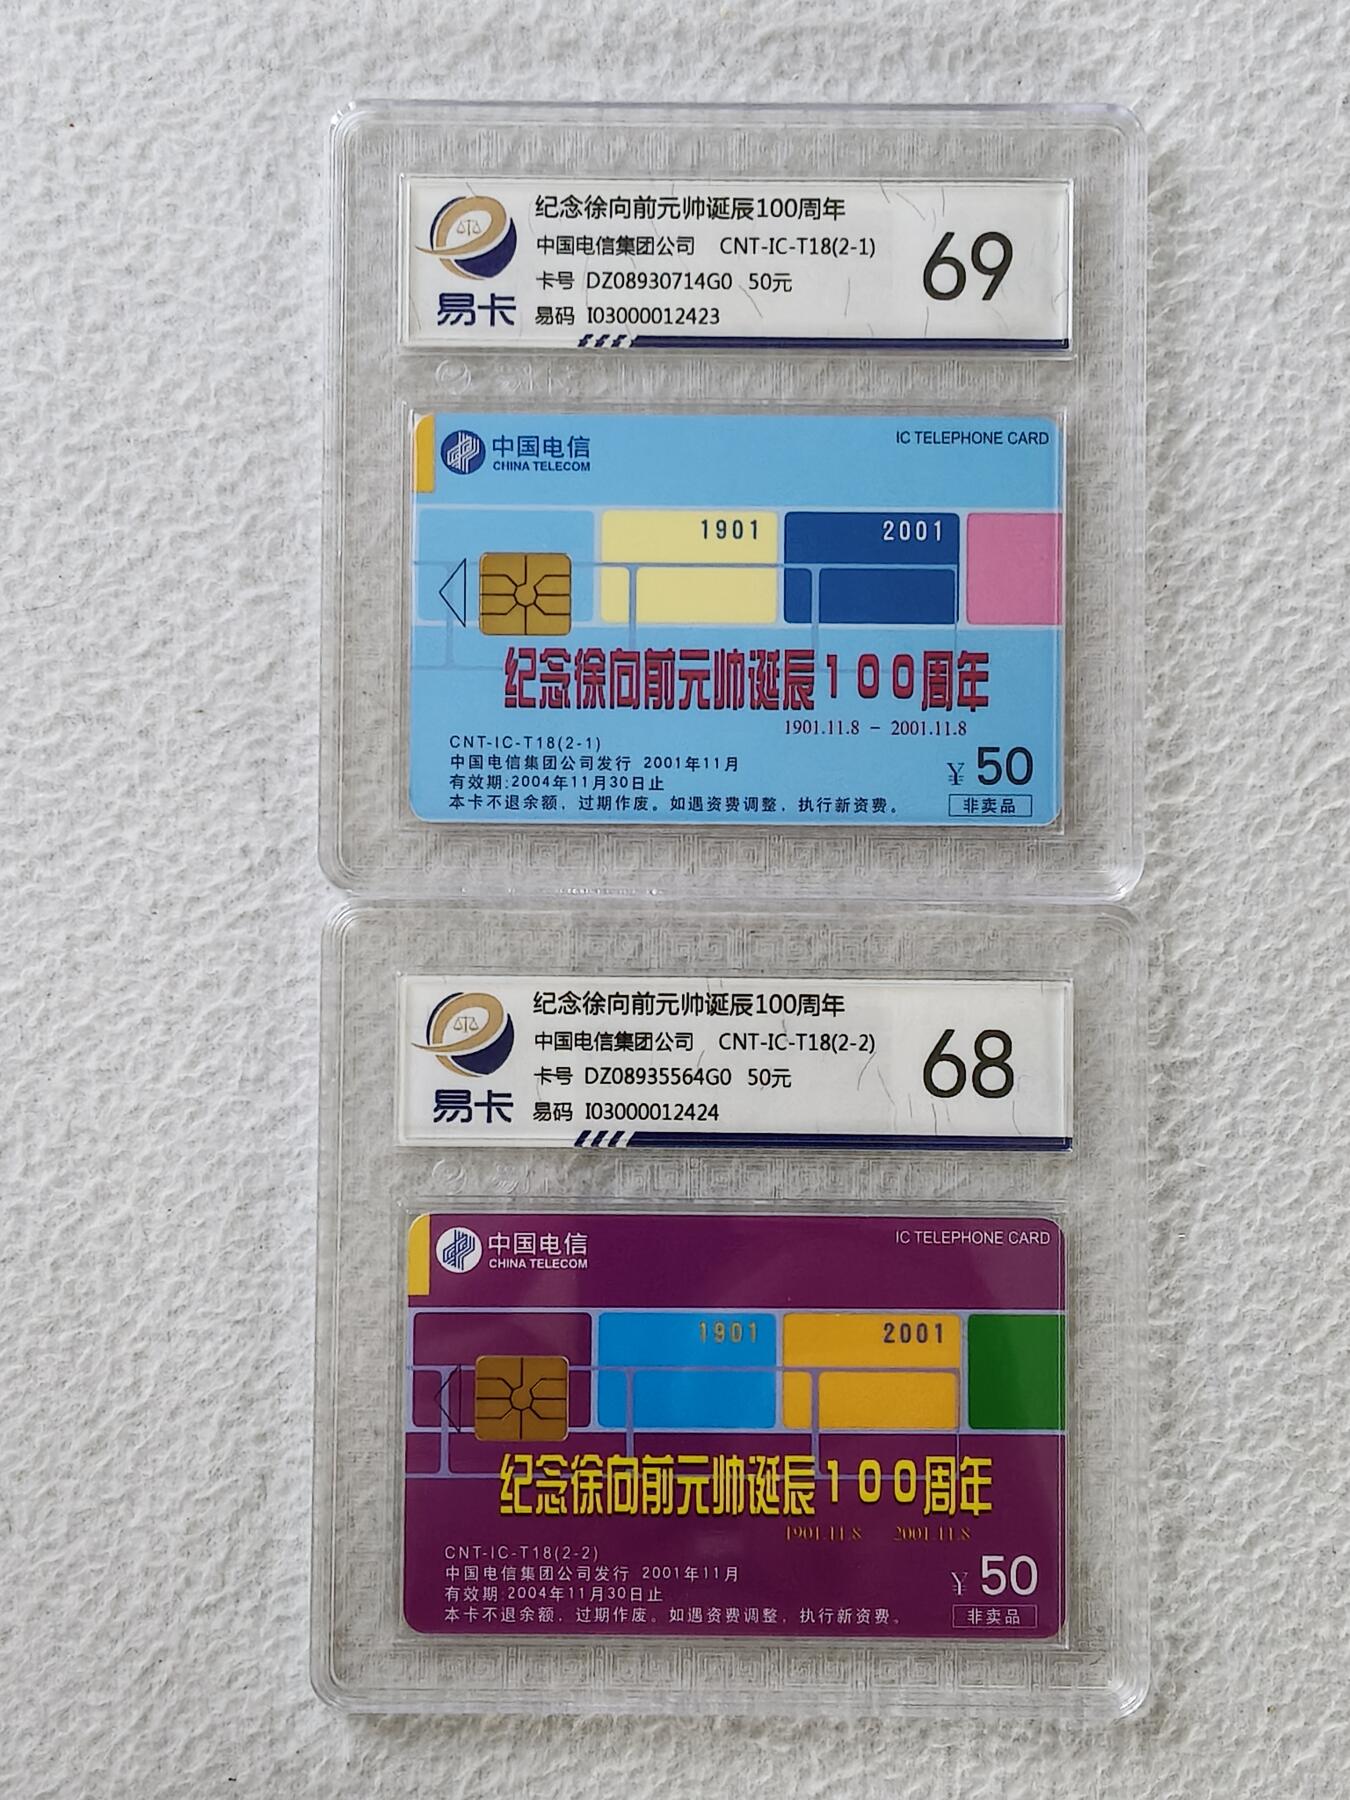 纪念徐向前元帅诞辰100周年
中国电信集团公司 CNT-IC-T18(2-1)
卡号 DZ08930714G0 50元
易码 I03000012423
易卡
69
中国电信
CHINA TELECOM
IC TELEPHONE CARD
1901
2001
纪念徐向前元帅诞辰100周年
1901.11.8 - 2001.11.8
CNT-IC-T18(2-1)
中国电信集团公司发行 2001年11月
有效期:2004年11月30日止
本卡不退余额，过期作废。如遇资费调整，执行新资费。
¥ 50
非卖品
纪念徐向前元帅诞辰100周年
中国电信集团公司 CNT-IC-T18(2-2)
卡号 DZ08935564G0 50元
易码 I03000012424
易卡
68
中国电信
CHINA TELECOM
IC TELEPHONE CARD
1901
2001
纪念徐向前元帅诞辰100周年
1901.11.8 2001.11.8
CNT-IC-T18(2-2)
中国电信集团公司发行 2001年11月
有效期:2004年11月30日止
本卡不退余额，过期作废。如遇资费调整，执行新资费。
¥ 50
非卖品